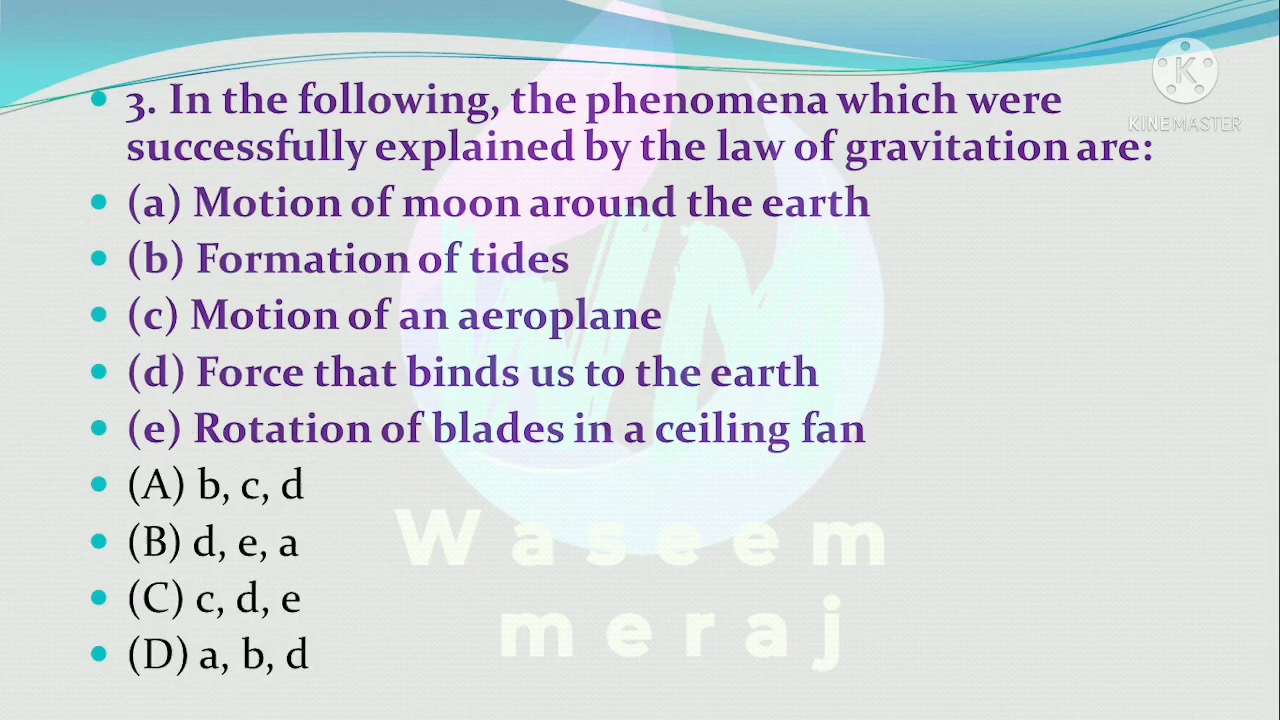 3. In the following, the phenomena which were
successfully explained by the law of gravitation are:
(a) Motion of moon around the earth
(b) Formation of tides
(c) Motion of an aeroplane
(d) Force that binds us to the earth
(e) Rotation of blades in a ceiling fan
(A) b, c, d
(B) d, e, a
(C) c, d, e
(D) a, b, d
K
KINEMASTER
WM
Waseem
meraj